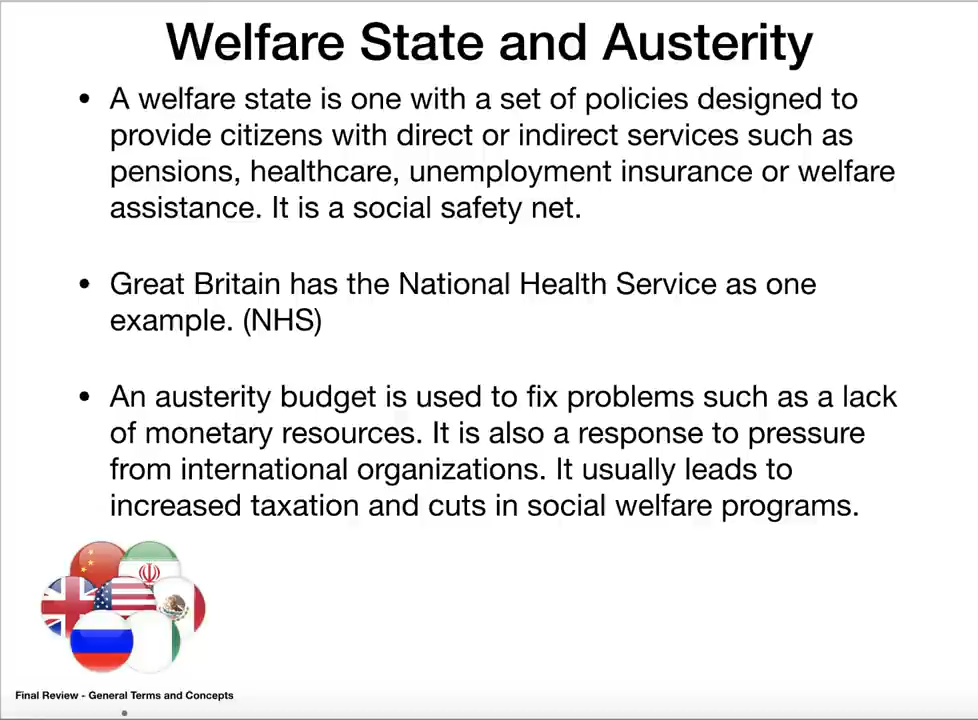 Welfare State and Austerity
• A welfare state is one with a set of policies designed to
provide citizens with direct or indirect services such as
pensions, healthcare, unemployment insurance or welfare
assistance. It is a social safety net.
• Great Britain has the National Health Service as one
example. (NHS)
• An austerity budget is used to fix problems such as a lack
of monetary resources. It is also a response to pressure
from international organizations. It usually leads to
increased taxation and cuts in social welfare programs.
Final Review - General Terms and Concepts